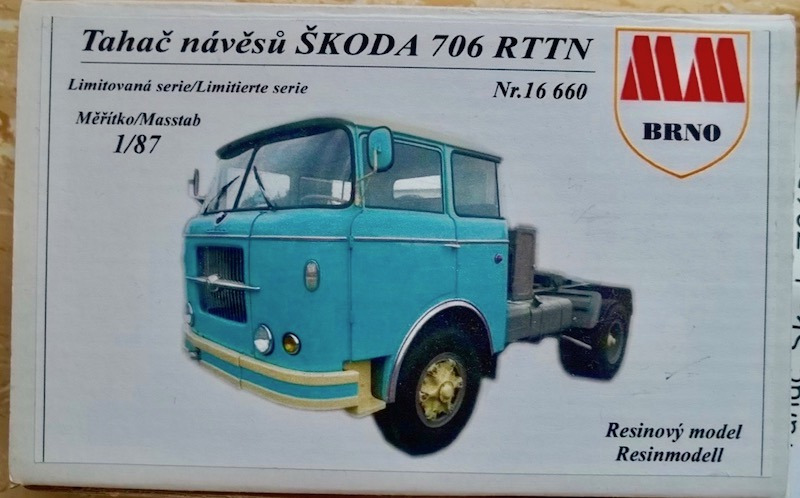 Tahač návěsů ŠKODA 706 RTTN
Limitovaná serie/Limitierte serie
Nr.16 660
Měřítko/Masstab
1/87
MM
BRNO
Resinový model
Resinmodell